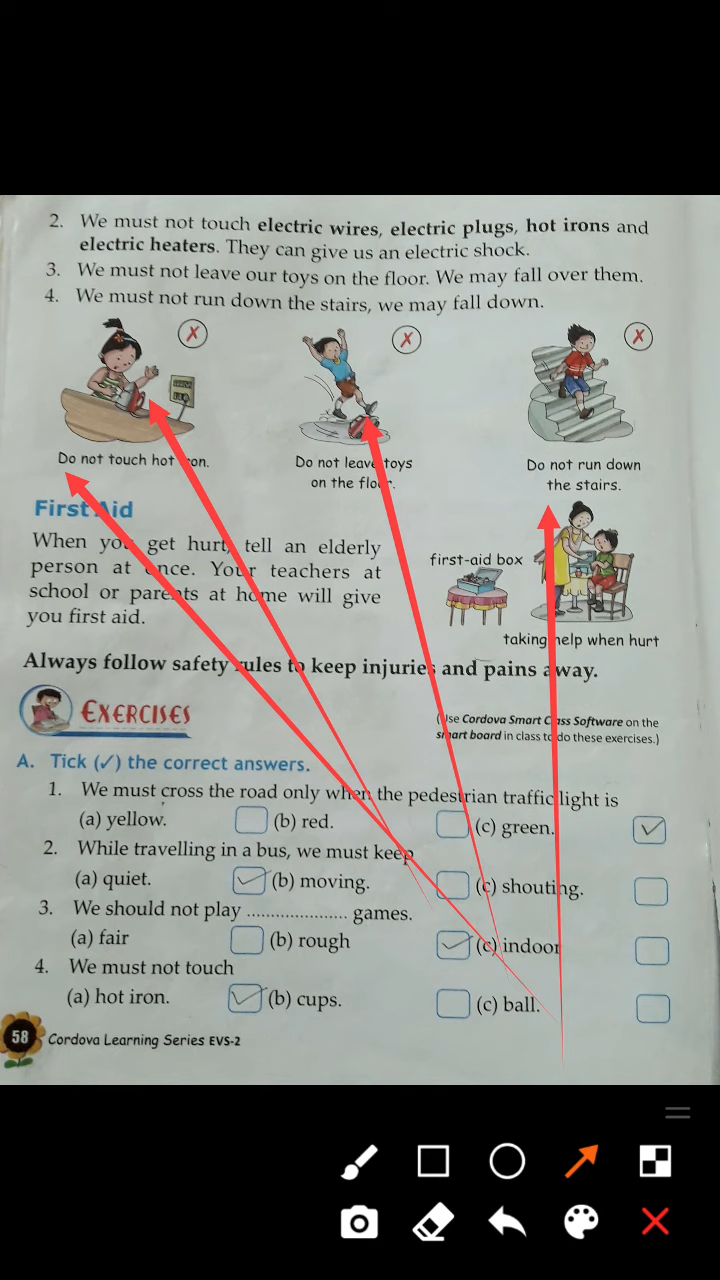 2. We must not touch electric wires, electric plugs, hot irons and
electric heaters. They can give us an electric shock.
3. We must not leave our toys on the floor. We may fall over them.
4. We must not run down the stairs, we may fall down.
Do not touch hot iron.
Do not leave toys
on the floor.
Do not run down
the stairs.
First Aid
When you get hurt, tell an elderly
person at once. Your teachers at
school or parents at home will give
you first aid.
first-aid box
taking help when hurt
Always follow safety rules to keep injuries and pains away.
EXERCISES
(Use Cordova Smart Class Software on the
smart board in class to do these exercises.)
A. Tick (✓) the correct answers.
1. We must cross the road only when the pedestrian traffic light is
(a) yellow. (b) red. (c) green.
2. While travelling in a bus, we must keep
(a) quiet. (b) moving. (c) shouting.
3. We should not play .................... games.
(a) fair (b) rough (c) indoor
4. We must not touch
(a) hot iron. (b) cups. (c) ball.
58 Cordova Learning Series EVS-2